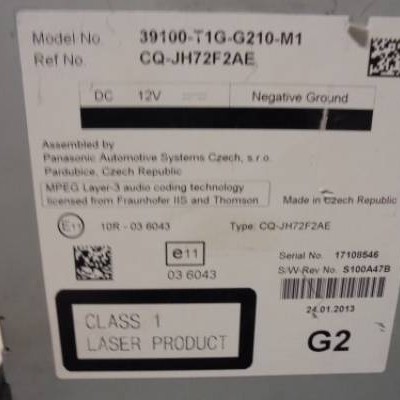 Model No. 39100-T1G-G210-M1
Ref No. CQ-JH72F2AE
DC 12V Negative Ground
Assembled by
Panasonic Automotive Systems Czech, s.r.o.
Pardubice, Czech Republic
MPEG Layer-3 audio coding technology
licensed from Fraunhofer IIS and Thomson
Made in Czech Republic
E11 10R - 03 6043 Type: CQ-JH72F2AE
e11
03 6043
Serial No. 17108546
S/W-Rev No. S100A47B
24.01.2013
CLASS 1
LASER PRODUCT
G2